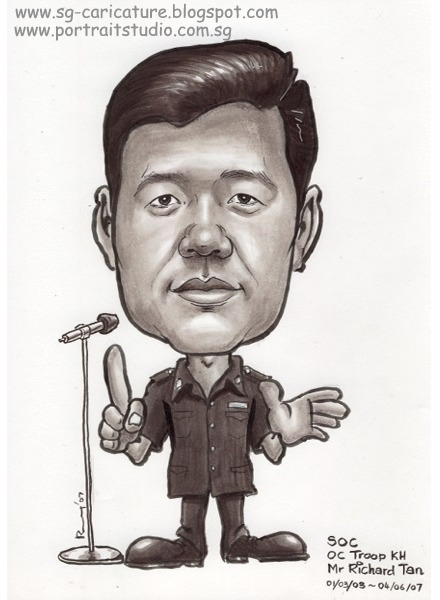 www.sg-caricature.blogspot.com
www.portraitstudio.com.sg
SOC
OC Troop KH
Mr Richard Tan
01/03/03 ~ 04/06/07